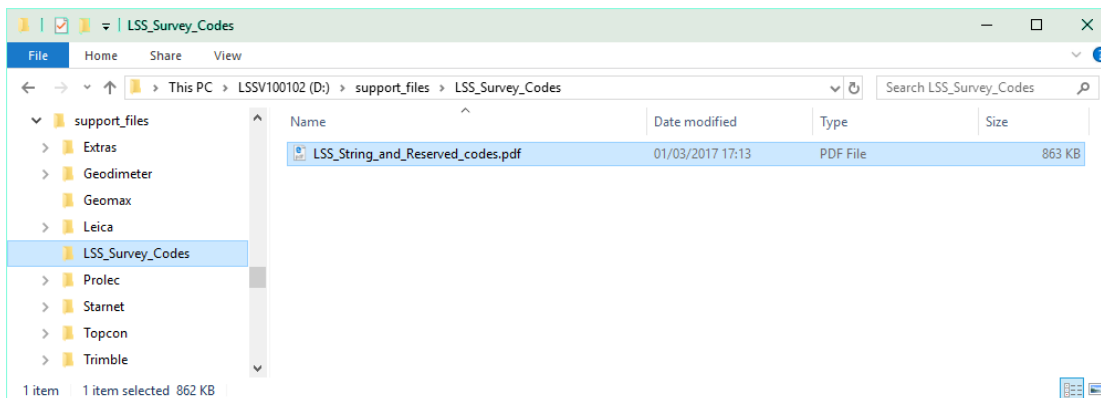 LSS_Survey_Codes
File Home Share View
This PC > LSSV100102 (D:) > support_files > LSS_Survey_Codes
Search LSS_Survey_Codes
support_files
Extras
Geodimeter
Geomax
Leica
LSS_Survey_Codes
Prolec
Starnet
Topcon
Trimble
Name Date modified Type Size
LSS_String_and_Reserved_codes.pdf 01/03/2017 17:13 PDF File 863 KB
1 item 1 item selected 862 KB